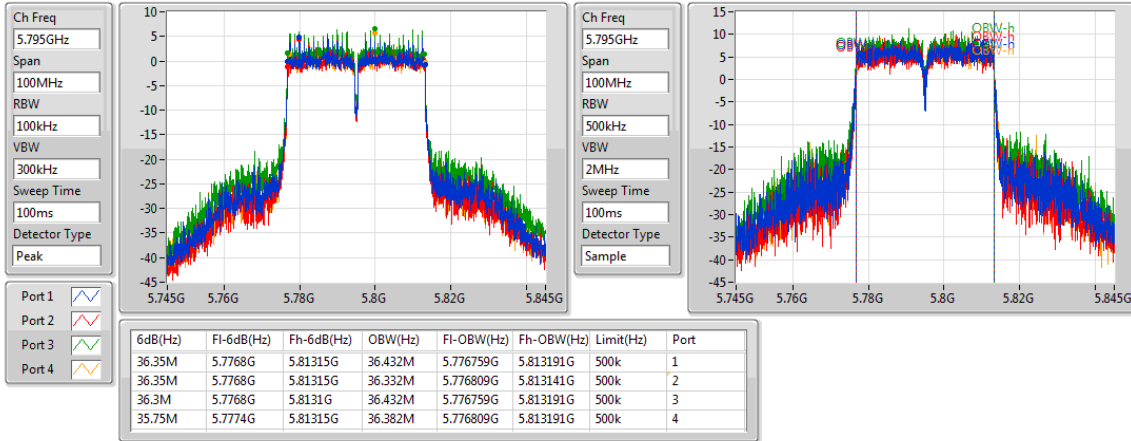 Ch Freq
5.795GHz
Span
100MHz
RBW
100kHz
VBW
300kHz
Sweep Time
100ms
Detector Type
Peak
10
5
0
-5
-10
-15
-20
-25
-30
-35
-40
-45
5.745G 5.76G 5.78G 5.8G 5.82G 5.845G
Ch Freq
5.795GHz
Span
100MHz
RBW
500kHz
VBW
2MHz
Sweep Time
100ms
Detector Type
Sample
15
10
5
0
-5
-10
-15
-20
-25
-30
-35
-40
-45
OBW-h
OBW-h
OBW-h
OBW-h
5.745G 5.76G 5.78G 5.8G 5.82G 5.845G
Port 1
Port 2
Port 3
Port 4
6dB(Hz) Fl-6dB(Hz) Fh-6dB(Hz) OBW(Hz) Fl-OBW(Hz) Fh-OBW(Hz) Limit(Hz) Port
36.35M 5.7768G 5.81315G 36.432M 5.776759G 5.813191G 500k 1
36.35M 5.7768G 5.81315G 36.332M 5.776809G 5.813141G 500k 2
36.3M 5.7768G 5.8131G 36.432M 5.776759G 5.813191G 500k 3
35.75M 5.7774G 5.81315G 36.382M 5.776809G 5.813191G 500k 4